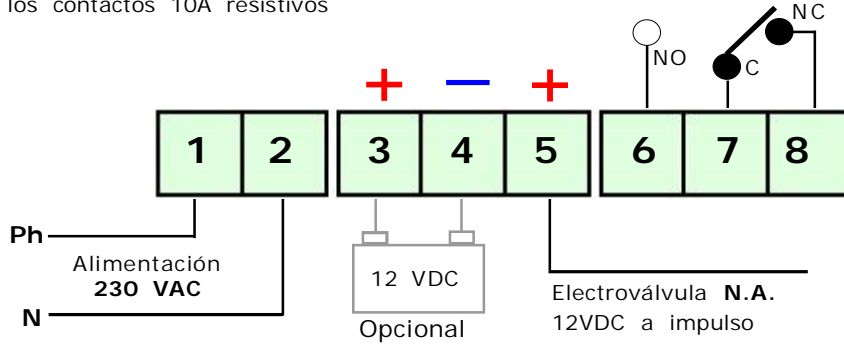 los contactos 10A resistivos
NC
NO
C
+ − +
1 2 3 4 5 6 7 8
Ph
Alimentación
230 VAC
N
12 VDC
Opcional
Electroválvula N.A.
12VDC a impulso